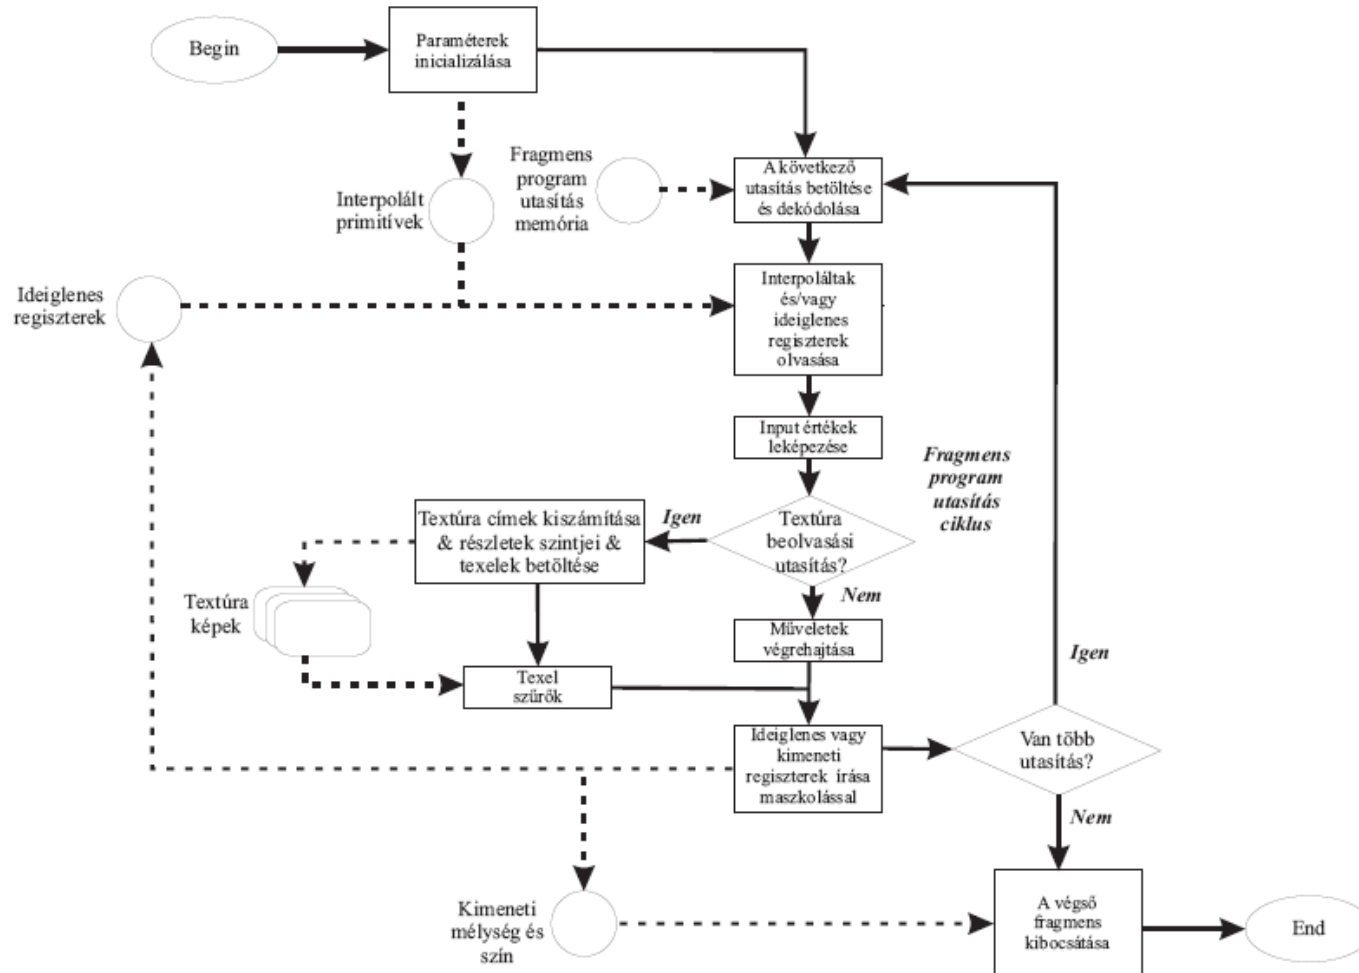 Begin
Paraméterek
inicializálása
Fragmens
program
utasítás
memória
A következő
utasítás betöltése
és dekódolása
Interpolált
primitívek
Ideiglenes
regiszterek
Interpoláltak
és/vagy
ideiglenes
regiszterek
olvasása
Input értékek
leképezése
Fragmens
program
utasítás
ciklus
Textúra címek kiszámítása
& részletek szintjei &
texelek betöltése
Igen
Textúra
beolvasási
utasítás?
Nem
Textúra
képek
Műveletek
végrehajtása
Igen
Texel
szűrők
Ideiglenes vagy
kimeneti
regiszterek írása
maszkolással
Van több
utasítás?
Nem
Kimeneti
mélység és
szín
A végső
fragmens
kibocsátása
End